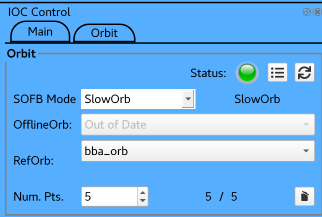 IOC Control
Main Orbit
Orbit
Status:
SOFB Mode SlowOrb SlowOrb
OfflineOrb: Out of Date
RefOrb: bba_orb
Num. Pts. 5 5 / 5